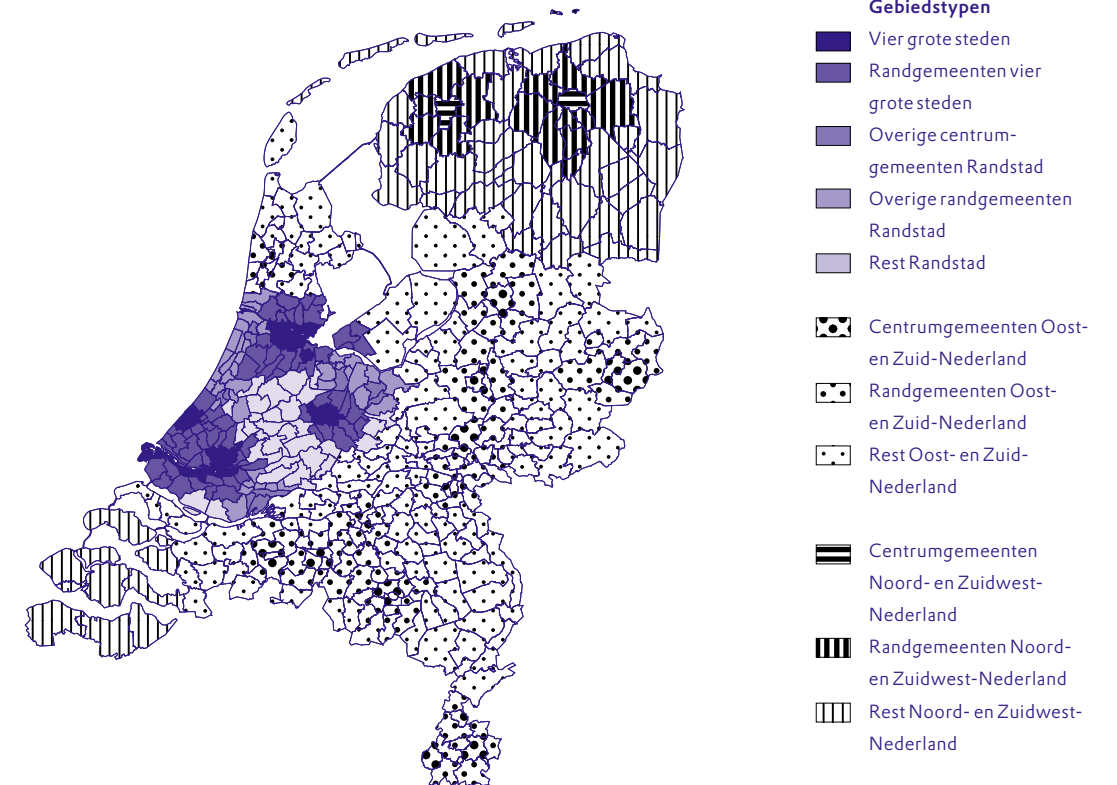 Gebiedstypen
Vier grote steden
Randgemeenten vier
grote steden
Overige centrum-
gemeenten Randstad
Overige randgemeenten
Randstad
Rest Randstad
Centrumgemeenten Oost-
en Zuid-Nederland
Randgemeenten Oost-
en Zuid-Nederland
Rest Oost- en Zuid-
Nederland
Centrumgemeenten
Noord- en Zuidwest-
Nederland
Randgemeenten Noord-
en Zuidwest-Nederland
Rest Noord- en Zuidwest-
Nederland